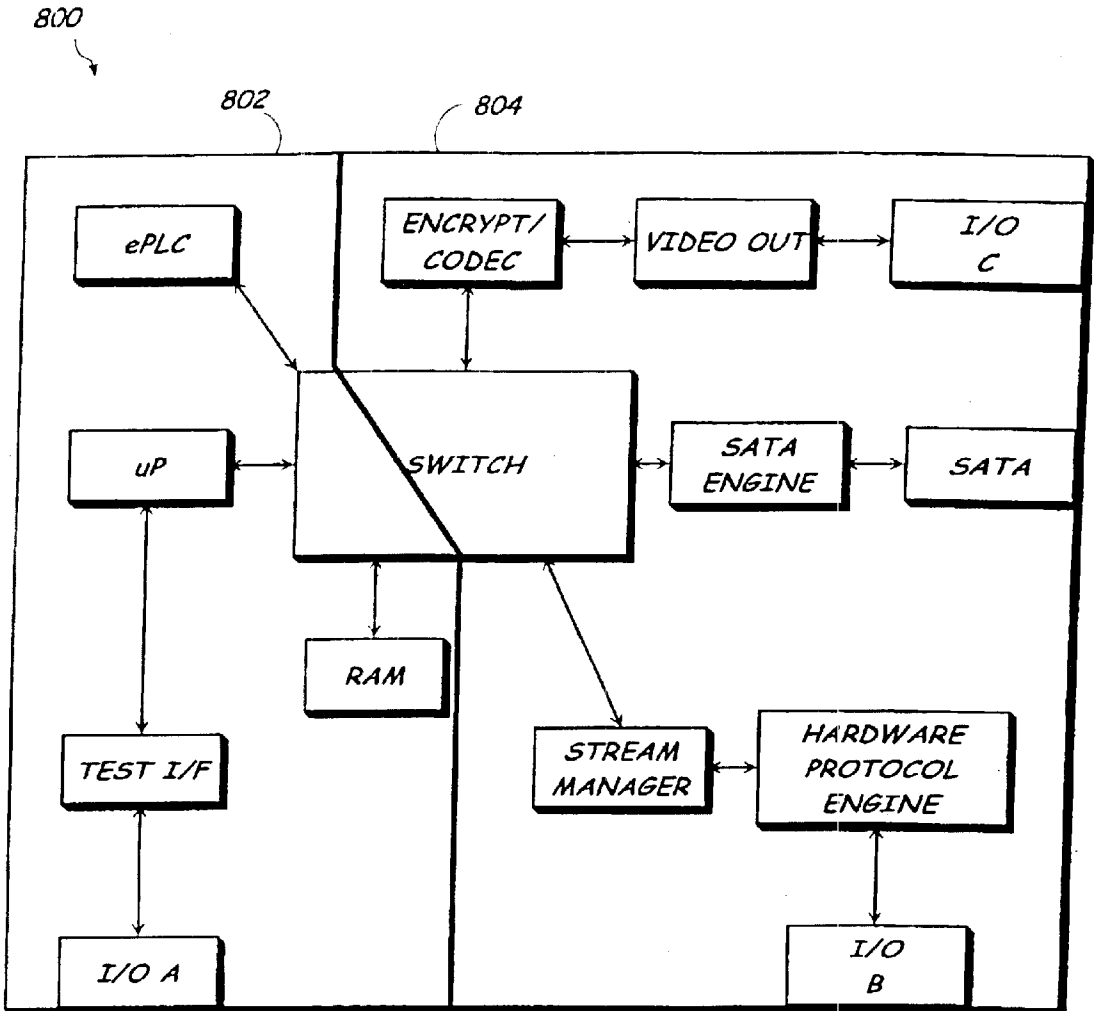 800
802
804
ePLC
ENCRYPT/
CODEC
VIDEO OUT
I/O
C
uP
SWITCH
SATA
ENGINE
SATA
RAM
TEST I/F
STREAM
MANAGER
HARDWARE
PROTOCOL
ENGINE
I/O A
I/O
B